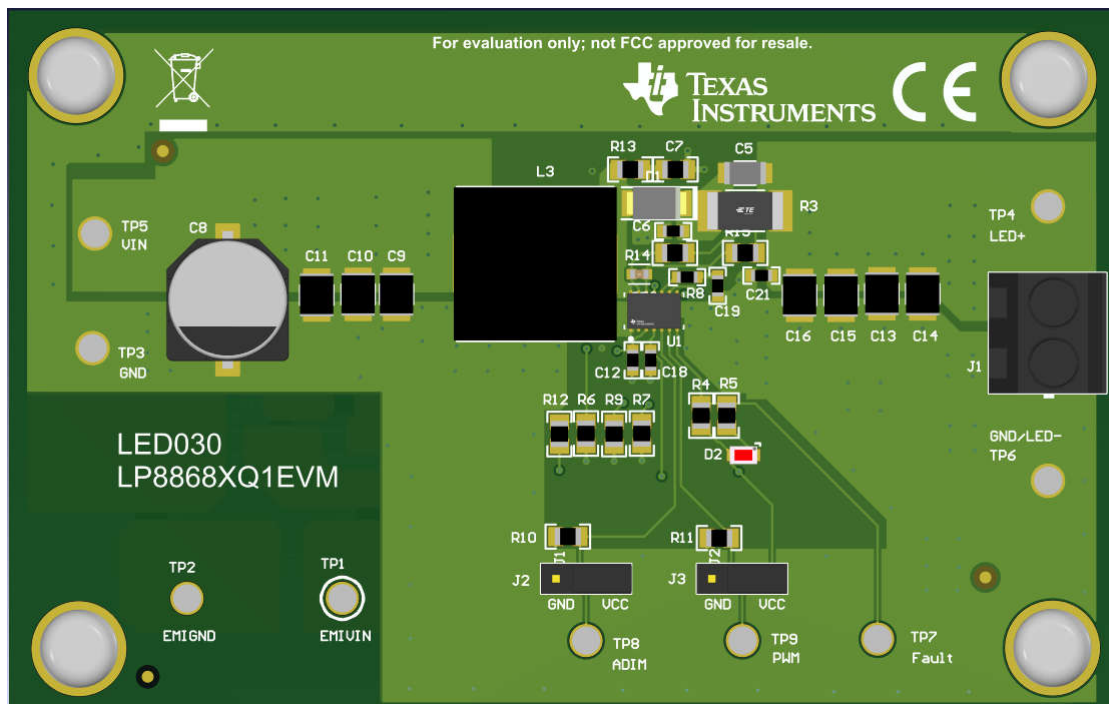 For evaluation only; not FCC approved for resale.
TEXAS
INSTRUMENTS
CE
R13
C7
C5
L3
D1
R3
TE
TP5
VIN
C8
C6
R15
TP4
LED+
C11
C10
C9
R14
R8
C19
C21
U1
C16
C15
C13
C14
J1
TP3
GND
C12
C18
R12
R6
R9
R7
R4
R5
D2
GND/LED-
TP6
LED030
LP8868XQ1EVM
R10
J1
R11
J2
TP2
TP1
J2
J3
GND
VCC
GND
VCC
EMIGND
EMIVIN
TP8
ADIM
TP9
PWM
TP7
Fault